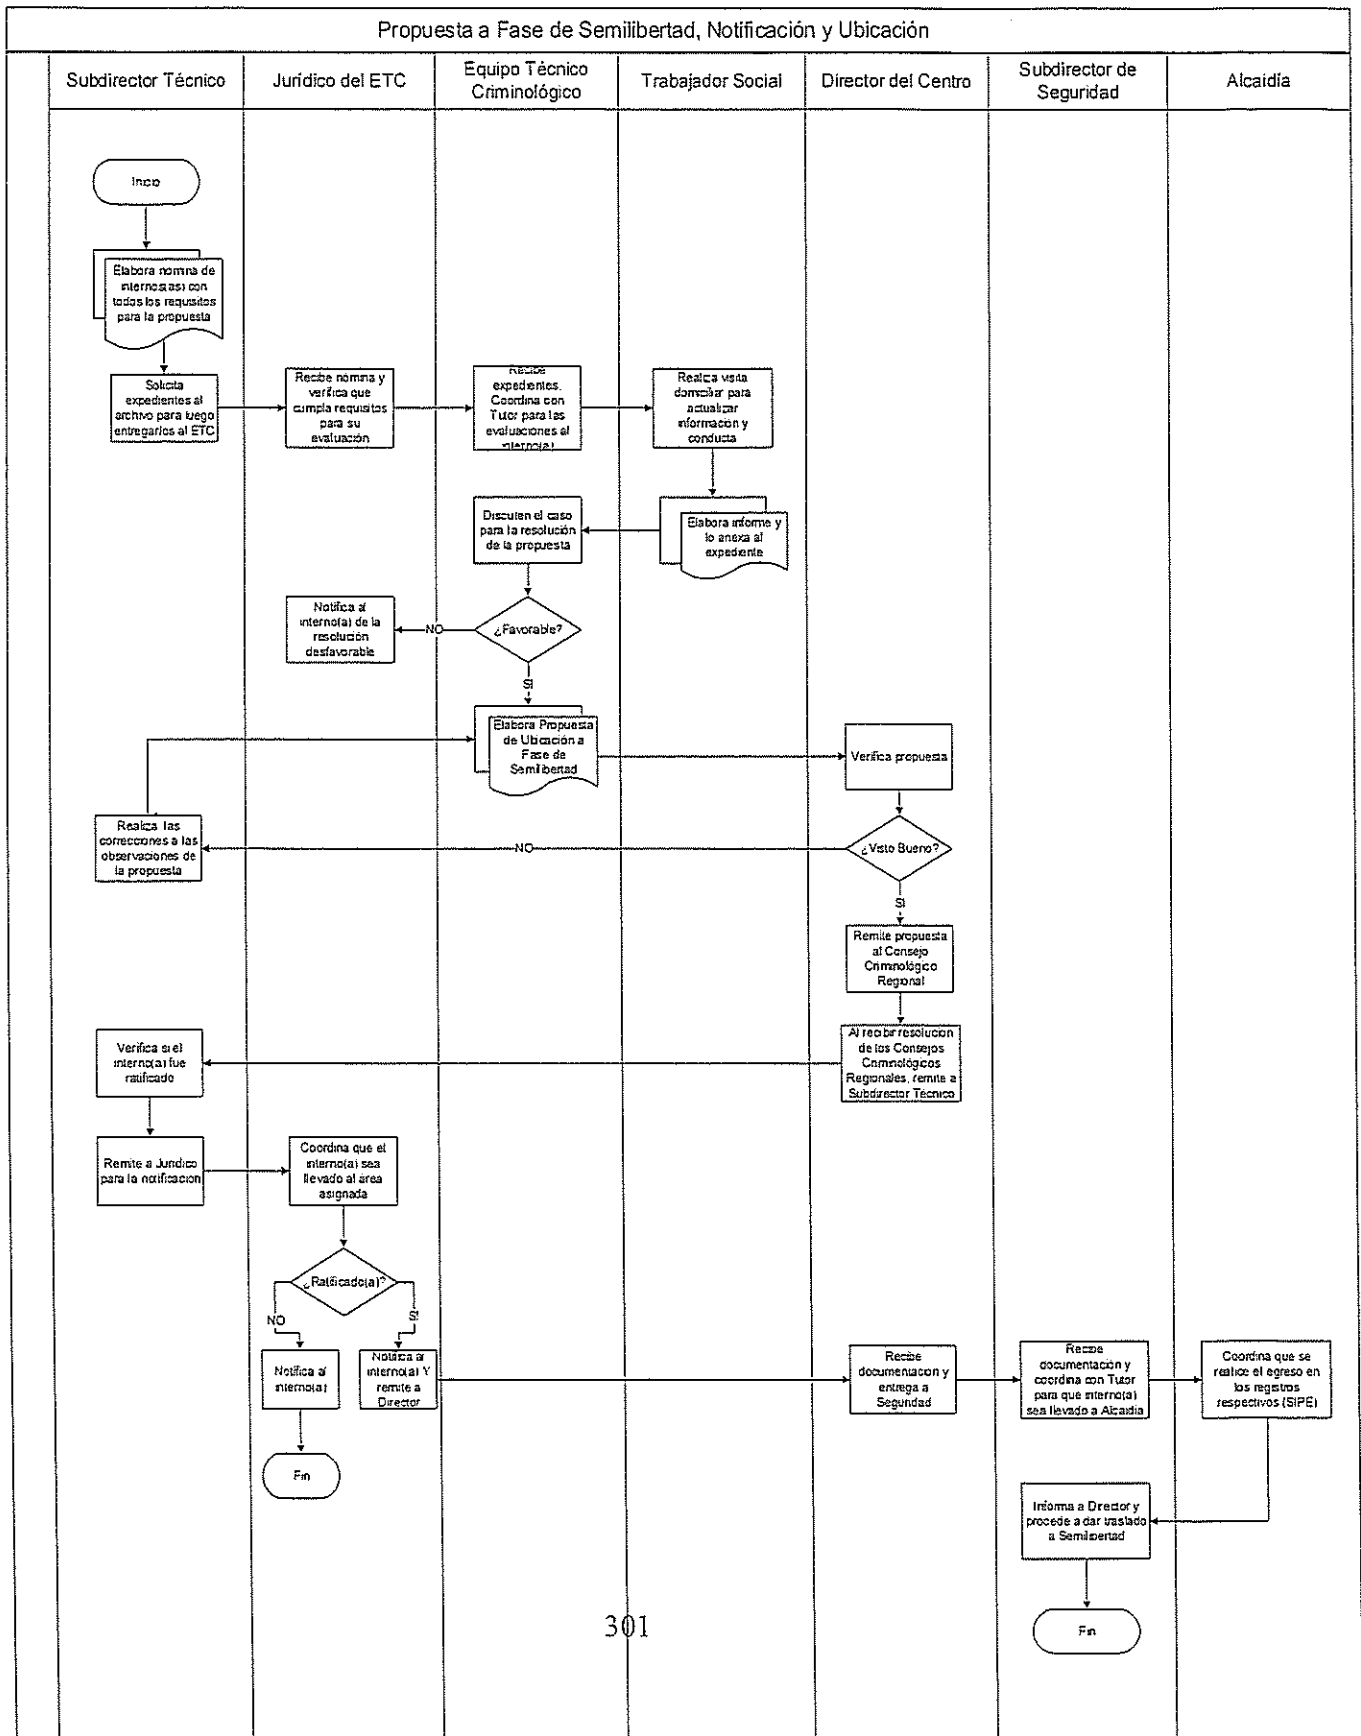 Propuesta a Fase de Semilibertad, Notificación y Ubicación
Subdirector Técnico
Jurídico del ETC
Equipo Técnico
Criminológico
Trabajador Social
Director del Centro
Subdirector de
Seguridad
Alcaidía
Inicio
Elabora nomina de
internos(as) con
todos los requisitos
para la propuesta
Solicita
expedientes al
archivo para luego
entregarlos al ETC
Recibe nómina y
verifica que
cumpla requisitos
para su
evaluación
Recibe
expedientes.
Coordina con
Tutor para las
evaluaciones al
interno(a)
Realiza visita
domiciliar para
actualizar
información y
conducta
Discuten el caso
para la resolución
de la propuesta
Elabora informe y
lo anexa al
expediente
Notifica al
interno(a) de la
resolución
desfavorable
NO
¿Favorable?
SI
Elabora Propuesta
de Ubicación a
Fase de
Semilibertad
Verifica propuesta
Realiza las
correcciones a las
observaciones de
la propuesta
NO
¿Visto Bueno?
SI
Remite propuesta
al Consejo
Criminológico
Regional
Verifica si el
interno(a) fue
ratificado
Al recibir resolucion
de los Consejos
Criminológicos
Regionales, remite a
Subdirector Técnico
Remite a Jurídico
para la notificacion
Coordina que el
interno(a) sea
llevado al área
asignada
¿Ratificado(a)?
NO
SI
Notifica al
interno(a)
Notifica al
interno(a) Y
remite a
Director
Recibe
documentacion y
entrega a
Seguridad
Recibe
documentación y
coordina con Tutor
para que interno(a)
sea llevado a Alcaidia
Coordina que se
realice el egreso en
los registros
respectivos (SIPE)
Fin
Informa a Director y
procede a dar traslado
a Semilibertad
Fin
301